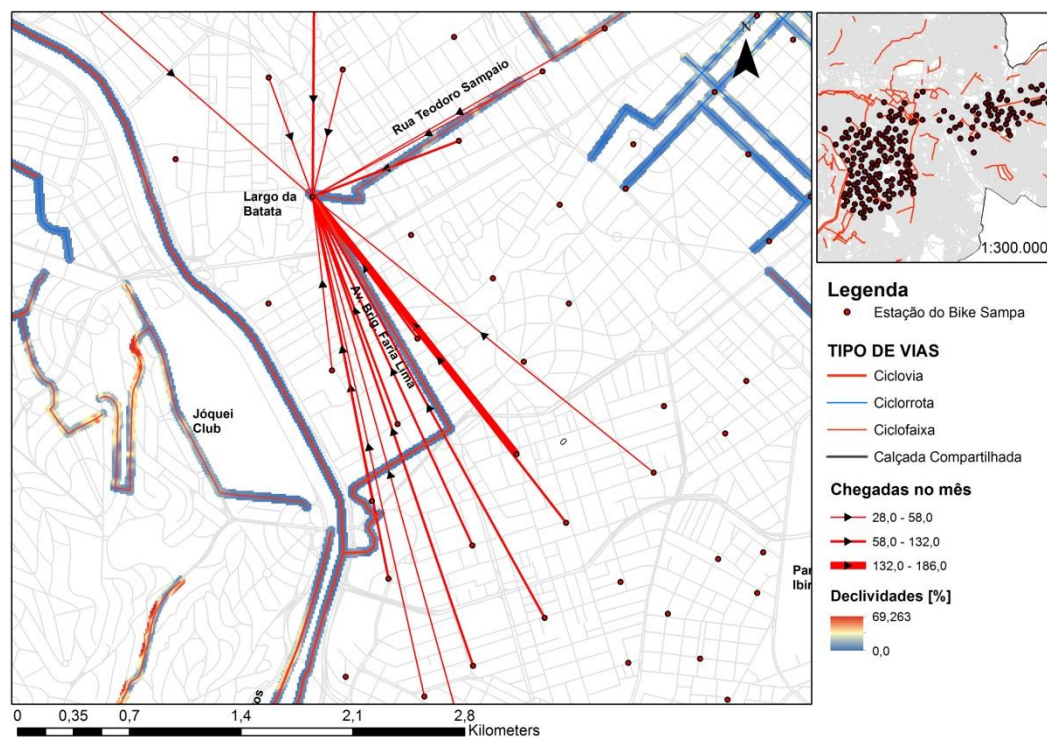 N
Rua Teodoro Sampaio
Largo da
Batata
Av. Brig. Faria Lima
Jóquei
Club
Par
Ibir
os
0 0,35 0,7 1,4 2,1 2,8
Kilometers
1:300.000
Legenda
Estação do Bike Sampa
TIPO DE VIAS
Ciclovia
Ciclorrota
Ciclofaixa
Calçada Compartilhada
Chegadas no mês
28,0 - 58,0
58,0 - 132,0
132,0 - 186,0
Declividades [%]
69,263
0,0